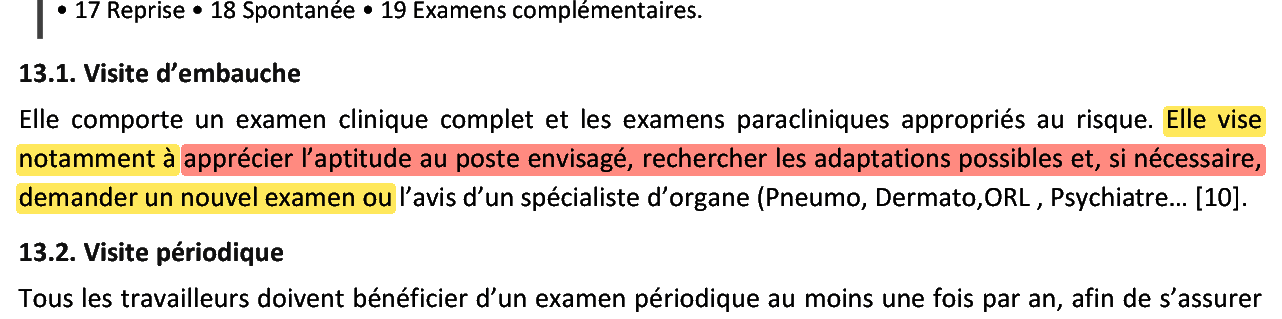 • 17 Reprise • 18 Spontanée • 19 Examens complémentaires.
13.1. Visite d’embauche
Elle comporte un examen clinique complet et les examens paracliniques appropriés au risque. Elle vise
notamment à apprécier l’aptitude au poste envisagé, rechercher les adaptations possibles et, si nécessaire,
demander un nouvel examen ou l’avis d’un spécialiste d’organe (Pneumo, Dermato,ORL , Psychiatre... [10].
13.2. Visite périodique
Tous les travailleurs doivent bénéficier d’un examen périodique au moins une fois par an, afin de s’assurer